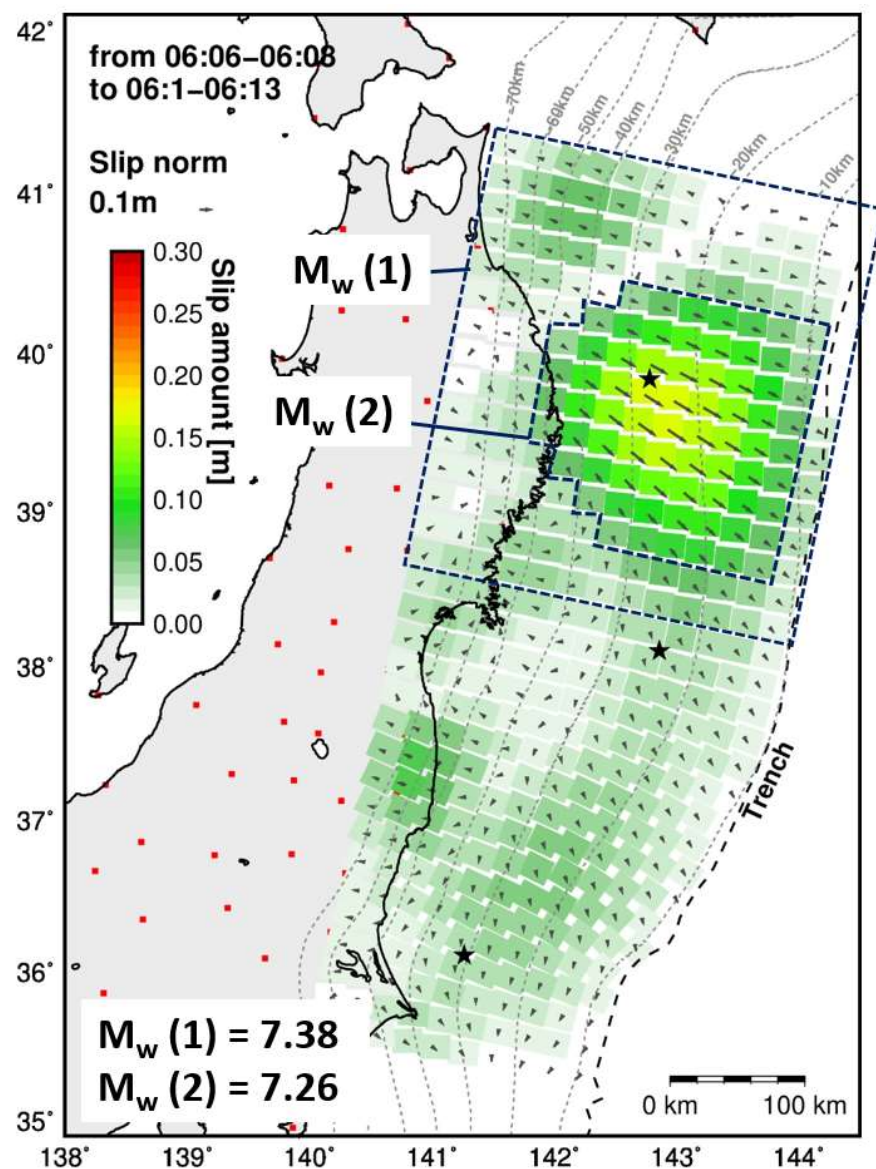 42˚
from 06:06−06:08
to 06:1−06:13
Slip norm
0.1m
0.30
0.25
0.20
0.15
0.10
0.05
0.00
Slip amount [m]
−70km
−60km
−50km
−40km
−30km
−20km
−10km
41˚
M_w (1)
40˚
M_w (2)
39˚
38˚
Trench
37˚
36˚
M_w (1) = 7.38
M_w (2) = 7.26
0 km 100 km
35˚
138˚ 139˚ 140˚ 141˚ 142˚ 143˚ 144˚